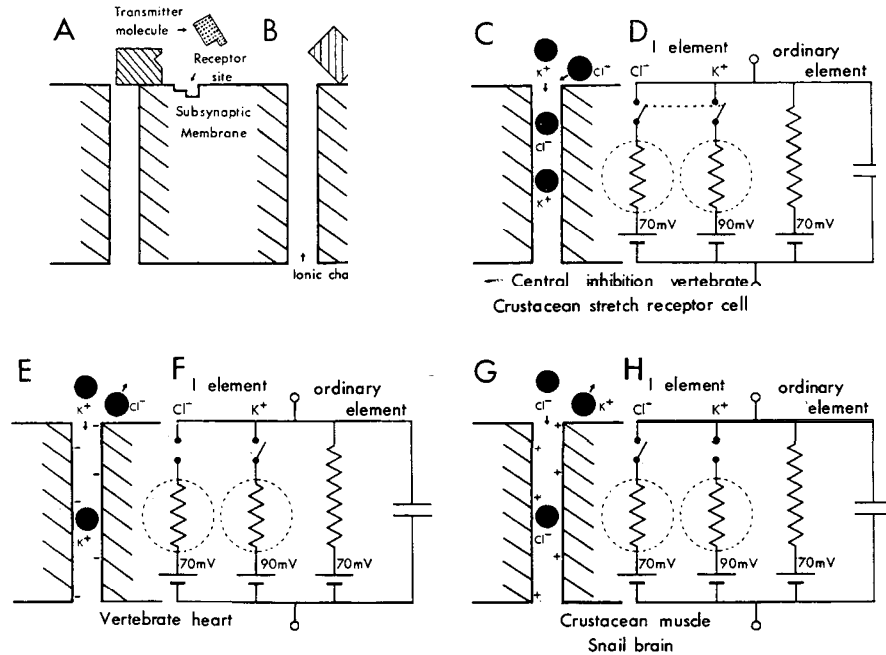 A
Transmitter
molecule
B
Receptor
site
Subsynaptic
Membrane
Ionic cha
C
K+
Cl-
Cl-
K+
D
I element
ordinary
element
Cl-
K+
70mV
90mV
70mV
Central inhibition vertebrate
Crustacean stretch receptor cell
E
K+
Cl-
K+
F
I element
ordinary
element
Cl-
K+
70mV
90mV
70mV
Vertebrate heart
G
Cl-
K+
Cl-
H
I element
ordinary
element
Cl-
K+
70mV
90mV
70mV
Crustacean muscle
Snail brain